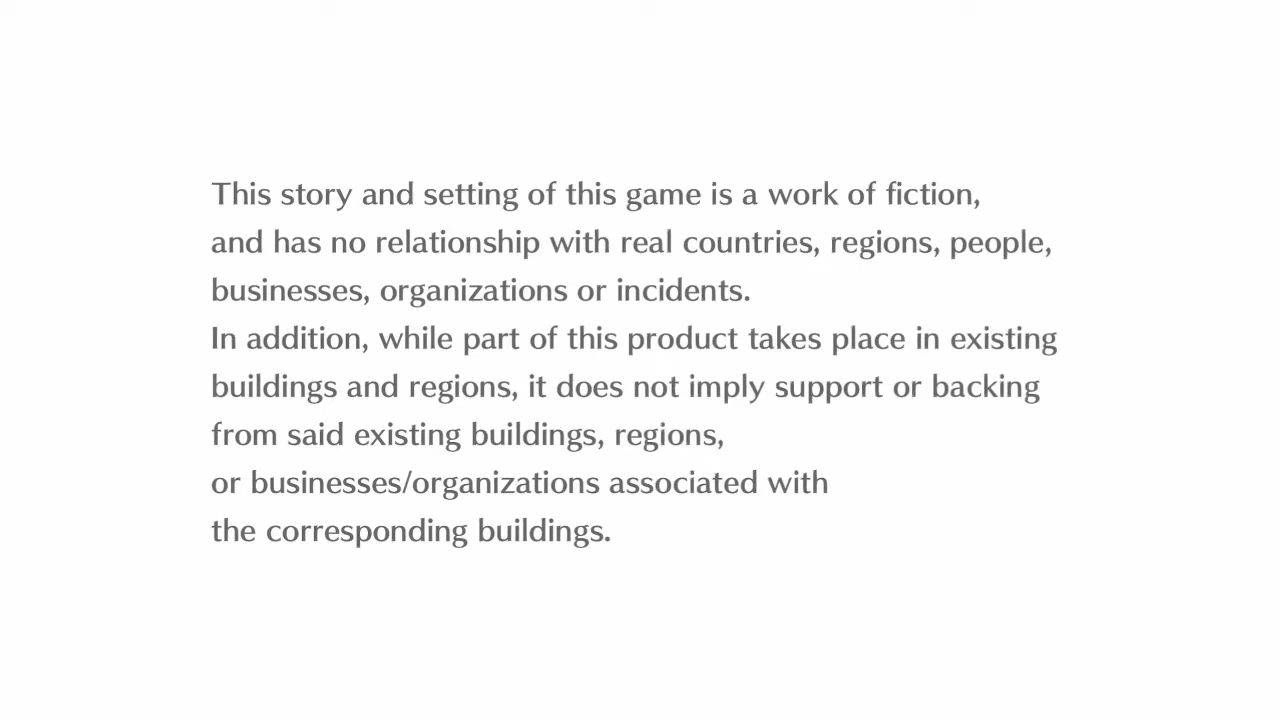 This story and setting of this game is a work of fiction,
and has no relationship with real countries, regions, people,
businesses, organizations or incidents.
In addition, while part of this product takes place in existing
buildings and regions, it does not imply support or backing
from said existing buildings, regions,
or businesses/organizations associated with
the corresponding buildings.